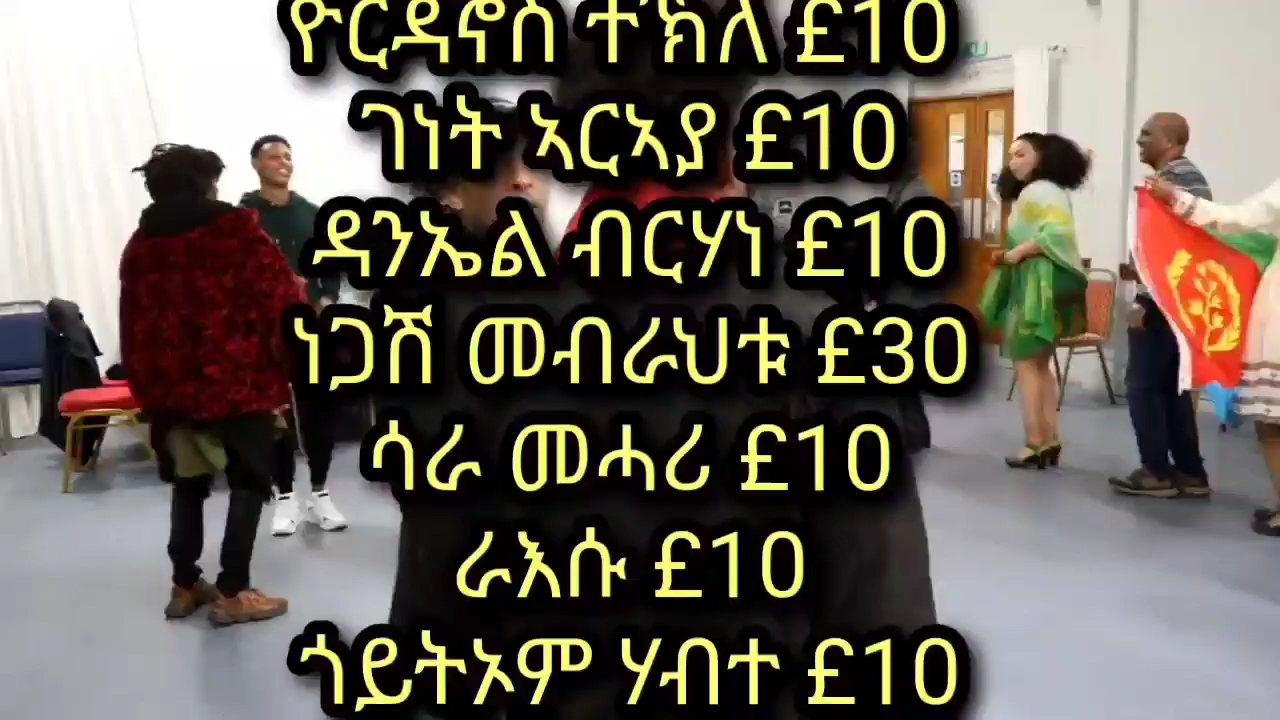 ዮርዳኖስ ተኽለ £10
ገነት ኣርኣያ £10
ዳንኤል ብርሃነ £10
ነጋሽ መብራህቱ £30
ሳራ መሓሪ £10
ራእሱ £10
ጎይትኦም ሃብተ £10